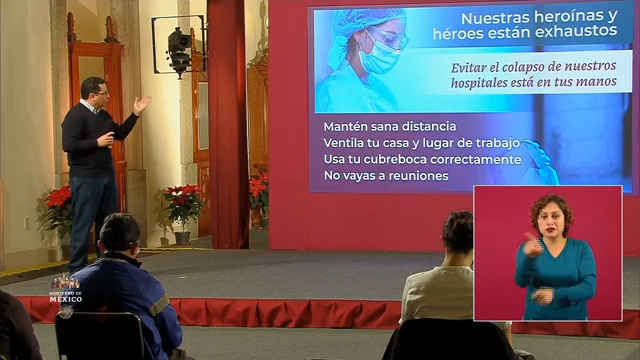 Nuestras heroínas y
héroes están exhaustos
Evitar el colapso de nuestros
hospitales está en tus manos
Mantén sana distancia
Ventila tu casa y lugar de trabajo
Usa tu cubreboca correctamente
No vayas a reuniones
GOBIERNO DE
MÉXICO